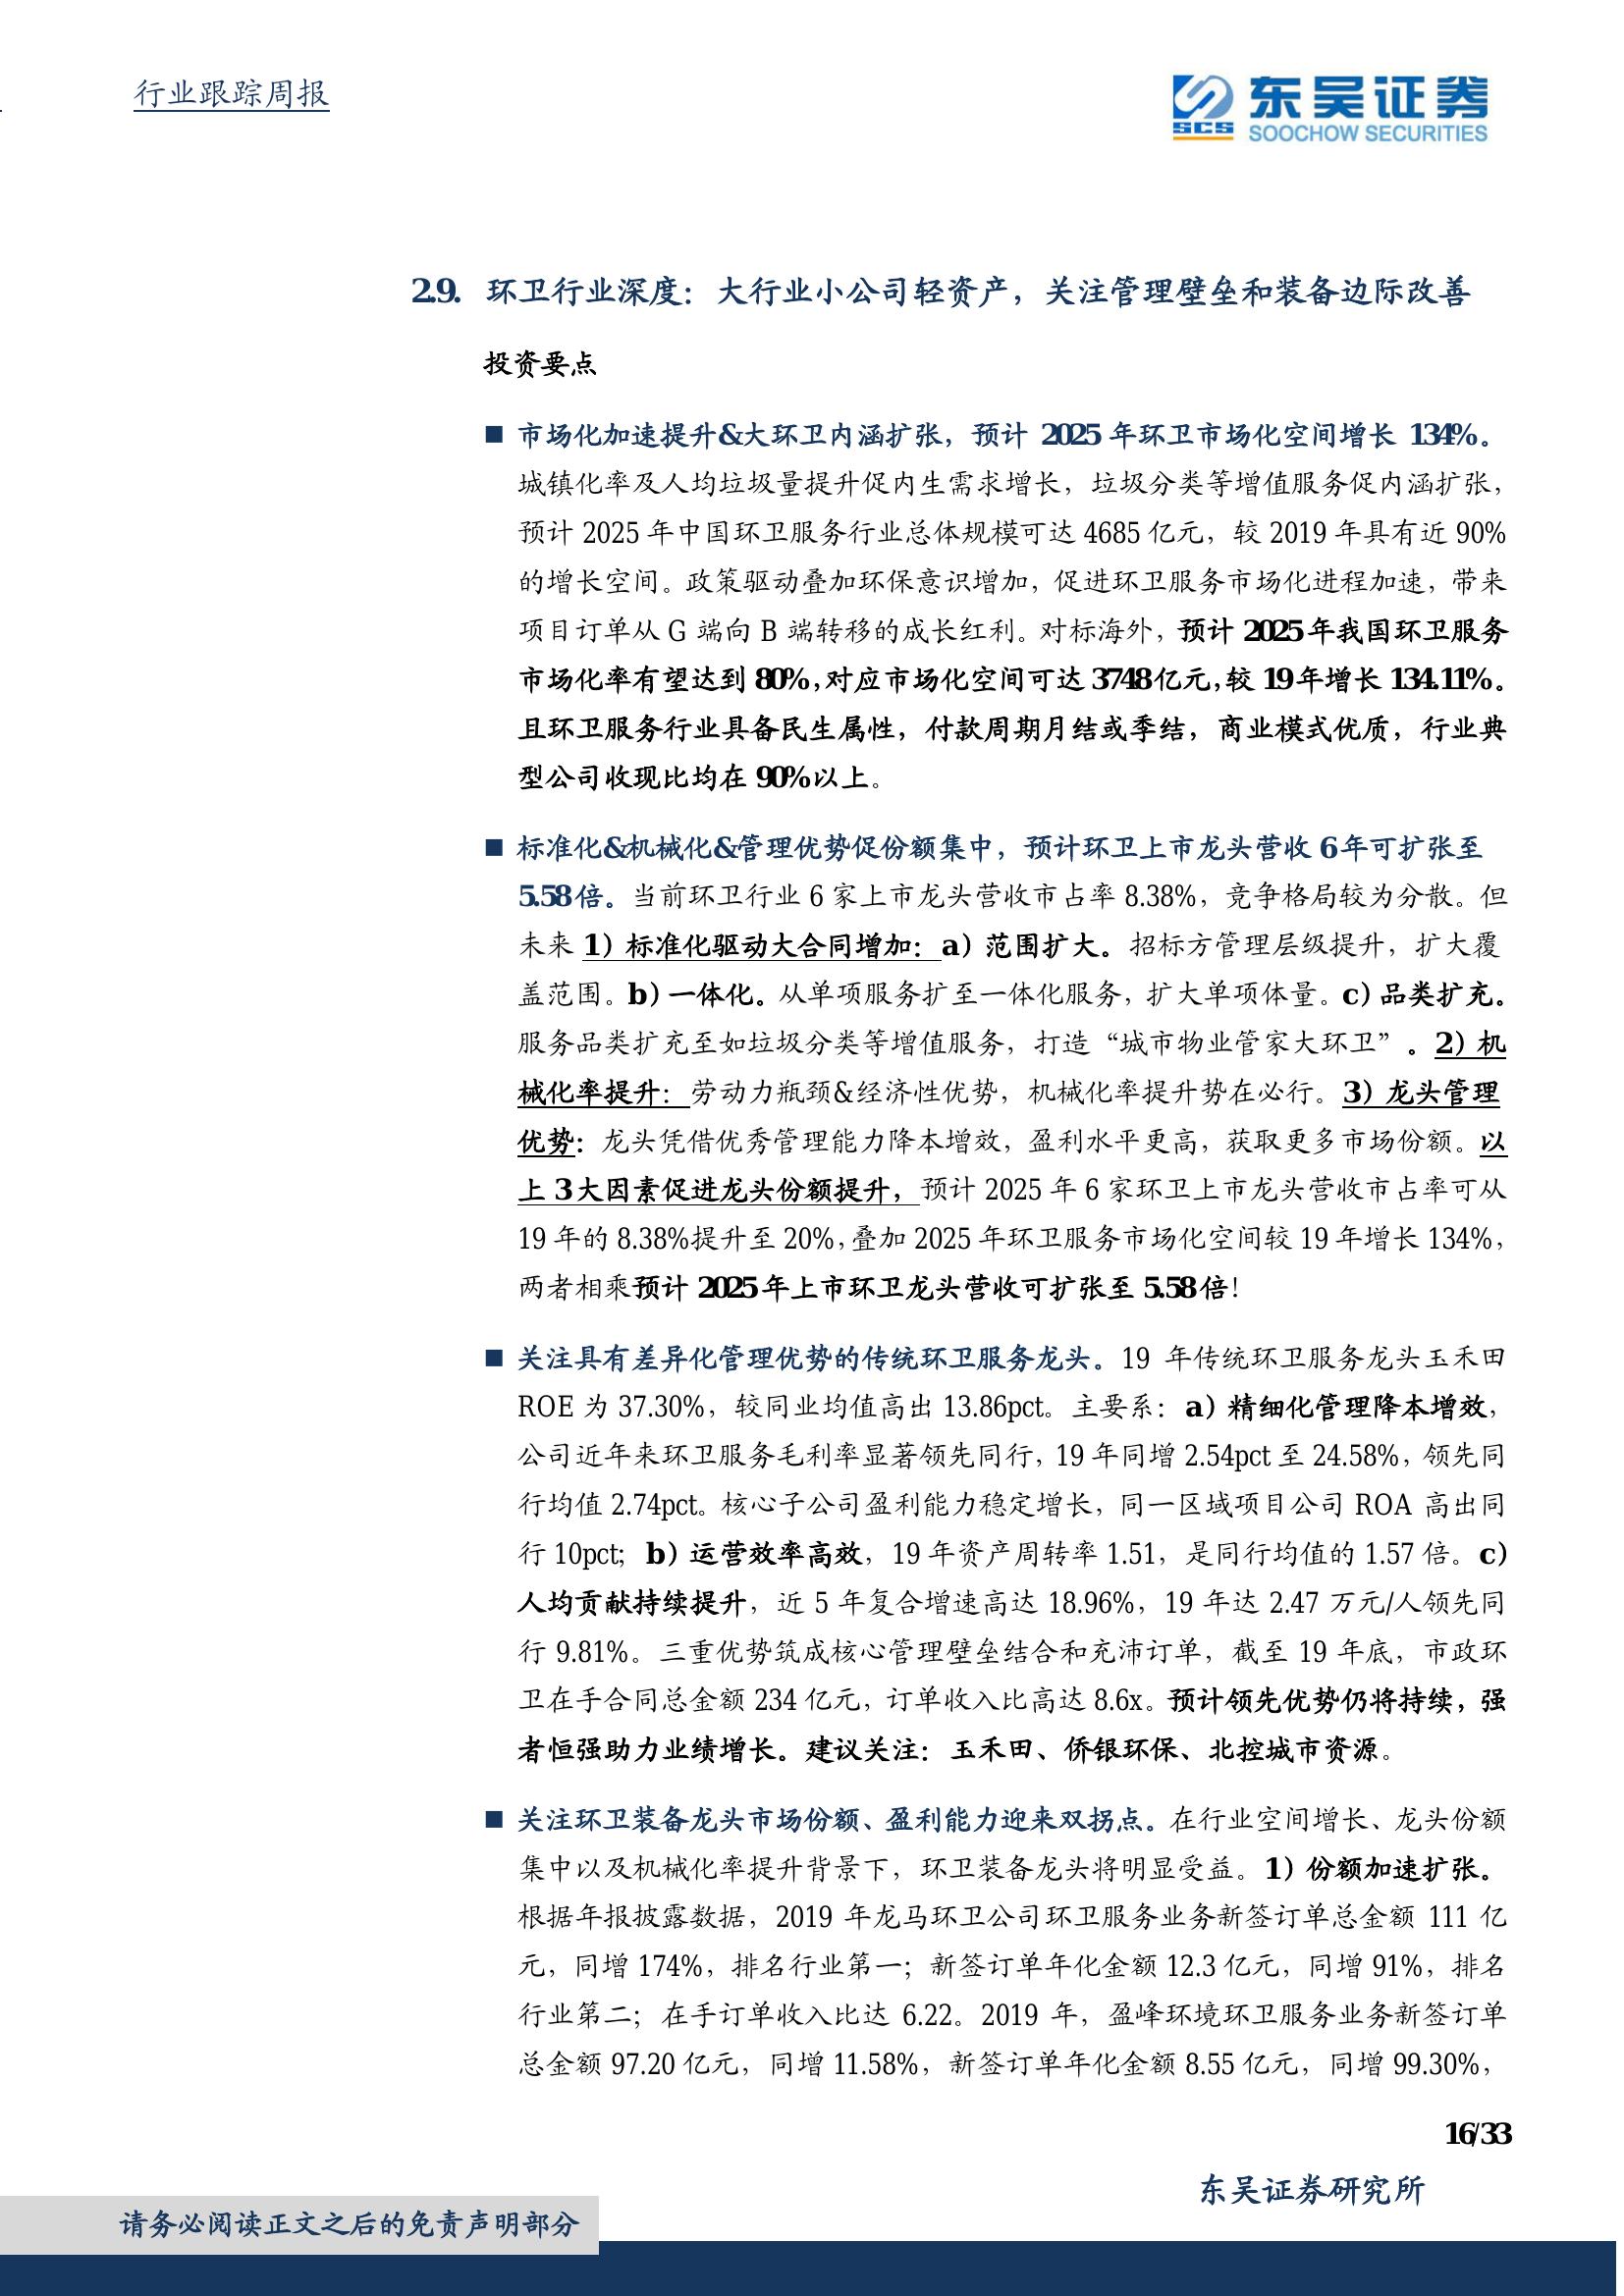 行业跟踪周报
东吴证券
SCS
SOOCHOW SECURITIES
2.9. 环卫行业深度：大行业小公司轻资产，关注管理壁垒和装备边际改善
投资要点
■ 市场化加速提升&大环卫内涵扩张，预计 2025 年环卫市场化空间增长 134%。
城镇化率及人均垃圾量提升促内生需求增长，垃圾分类等增值服务促内涵扩张，
预计 2025 年中国环卫服务行业总体规模可达 4685 亿元，较 2019 年具有近 90%
的增长空间。政策驱动叠加环保意识增加，促进环卫服务市场化进程加速，带来
项目订单从 G 端向 B 端转移的成长红利。对标海外，预计 2025 年我国环卫服务
市场化率有望达到 80%，对应市场化空间可达 3748 亿元，较 19 年增长 134.11%。
且环卫服务行业具备民生属性，付款周期月结或季结，商业模式优质，行业典
型公司收现比均在 90%以上。
■ 标准化&机械化&管理优势促份额集中，预计环卫上市龙头营收 6 年可扩张至
5.58 倍。当前环卫行业 6 家上市龙头营收市占率 8.38%，竞争格局较为分散。但
未来 1）标准化驱动大合同增加：a）范围扩大。招标方管理层级提升，扩大覆
盖范围。b）一体化。从单项服务扩至一体化服务，扩大单项体量。c）品类扩充。
服务品类扩充至如垃圾分类等增值服务，打造“城市物业管家大环卫”。2）机
械化率提升：劳动力瓶颈&经济性优势，机械化率提升势在必行。3）龙头管理
优势：龙头凭借优秀管理能力降本增效，盈利水平更高，获取更多市场份额。以
上 3 大因素促进龙头份额提升，预计 2025 年 6 家环卫上市龙头营收市占率可从
19 年的 8.38%提升至 20%，叠加 2025 年环卫服务市场化空间较 19 年增长 134%，
两者相乘预计 2025 年上市环卫龙头营收可扩张至 5.58 倍！
■ 关注具有差异化管理优势的传统环卫服务龙头。19 年传统环卫服务龙头玉禾田
ROE 为 37.30%，较同业均值高出 13.86pct。主要系：a）精细化管理降本增效，
公司近年来环卫服务毛利率显著领先同行，19 年同增 2.54pct 至 24.58%，领先同
行均值 2.74pct。核心子公司盈利能力稳定增长，同一区域项目公司 ROA 高出同
行 10pct；b）运营效率高效，19 年资产周转率 1.51，是同行均值的 1.57 倍。c）
人均贡献持续提升，近 5 年复合增速高达 18.96%，19 年达 2.47 万元/人领先同
行 9.81%。三重优势筑成核心管理壁垒结合和充沛订单，截至 19 年底，市政环
卫在手合同总金额 234 亿元，订单收入比高达 8.6x。预计领先优势仍将持续，强
者恒强助力业绩增长。建议关注：玉禾田、侨银环保、北控城市资源。
■ 关注环卫装备龙头市场份额、盈利能力迎来双拐点。在行业空间增长、龙头份额
集中以及机械化率提升背景下，环卫装备龙头将明显受益。1）份额加速扩张。
根据年报披露数据，2019 年龙马环卫公司环卫服务业务新签订单总金额 111 亿
元，同增 174%，排名行业第一；新签订单年化金额 12.3 亿元，同增 91%，排名
行业第二；在手订单收入比达 6.22。2019 年，盈峰环境环卫服务业务新签订单
总金额 97.20 亿元，同增 11.58%，新签订单年化金额 8.55 亿元，同增 99.30%，
16/33
东吴证券研究所
请务必阅读正文之后的免责声明部分